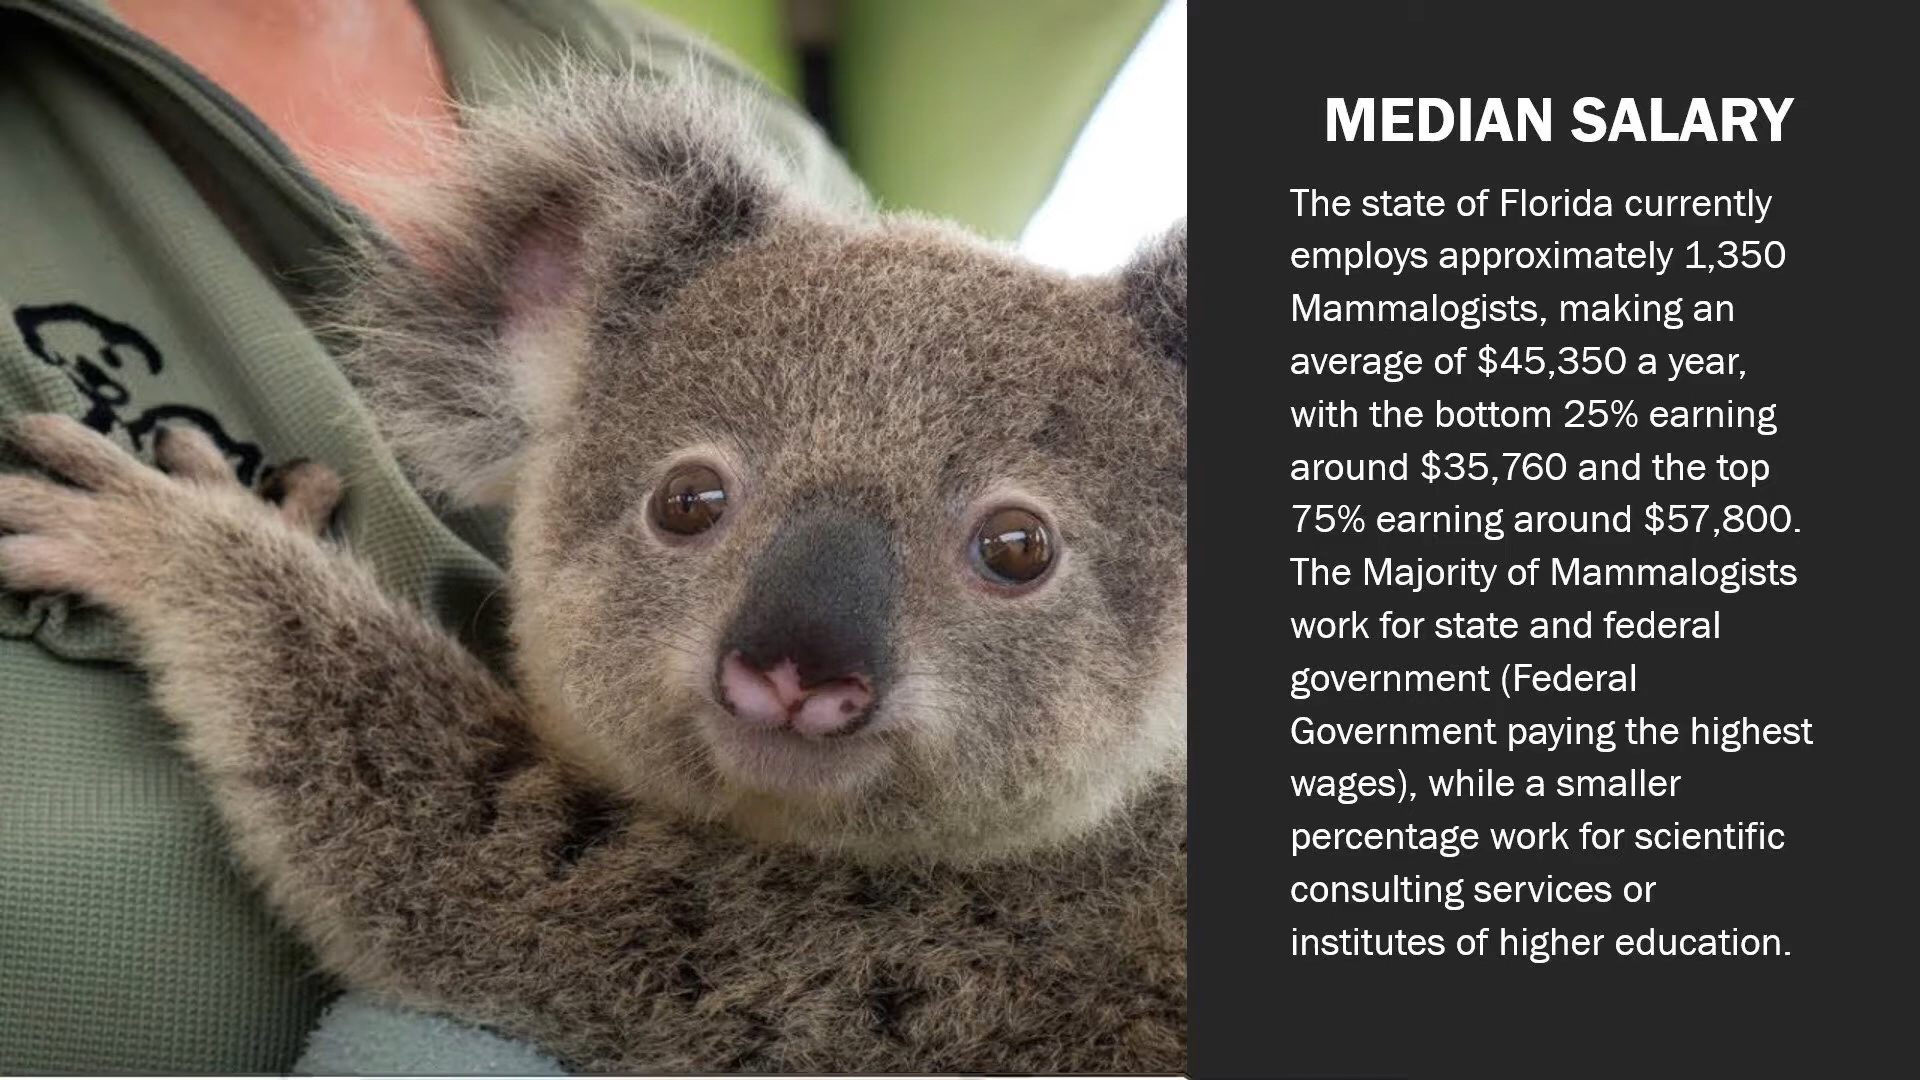 MEDIAN SALARY
The state of Florida currently
employs approximately 1,350
Mammalogists, making an
average of $45,350 a year,
with the bottom 25% earning
around $35,760 and the top
75% earning around $57,800.
The Majority of Mammalogists
work for state and federal
government (Federal
Government paying the highest
wages), while a smaller
percentage work for scientific
consulting services or
institutes of higher education.